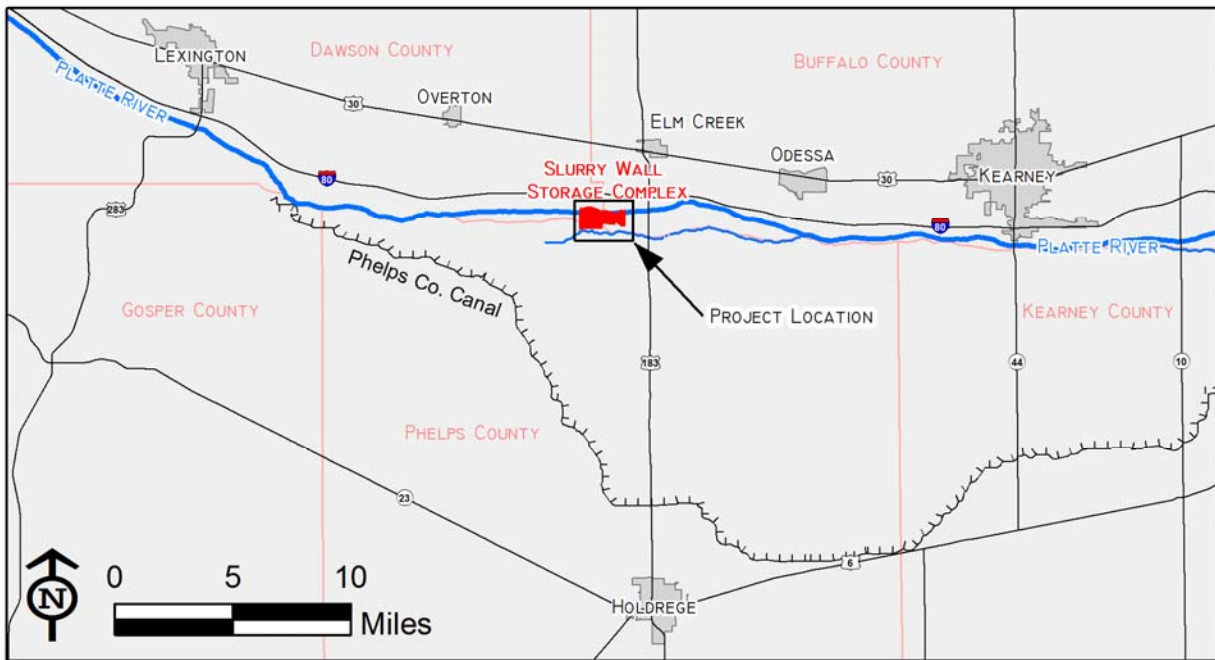 DAWSON COUNTY
BUFFALO COUNTY
LEXINGTON
PLATTE RIVER
30
OVERTON
ELM CREEK
ODESSA
30
KEARNEY
80
SLURRY WALL
STORAGE COMPLEX
283
80
PLATTE RIVER
Phelps Co. Canal
GOSPER COUNTY
PROJECT LOCATION
KEARNEY COUNTY
183
44
10
PHELPS COUNTY
23
6
HOLDREGE
N
0 5 10
Miles